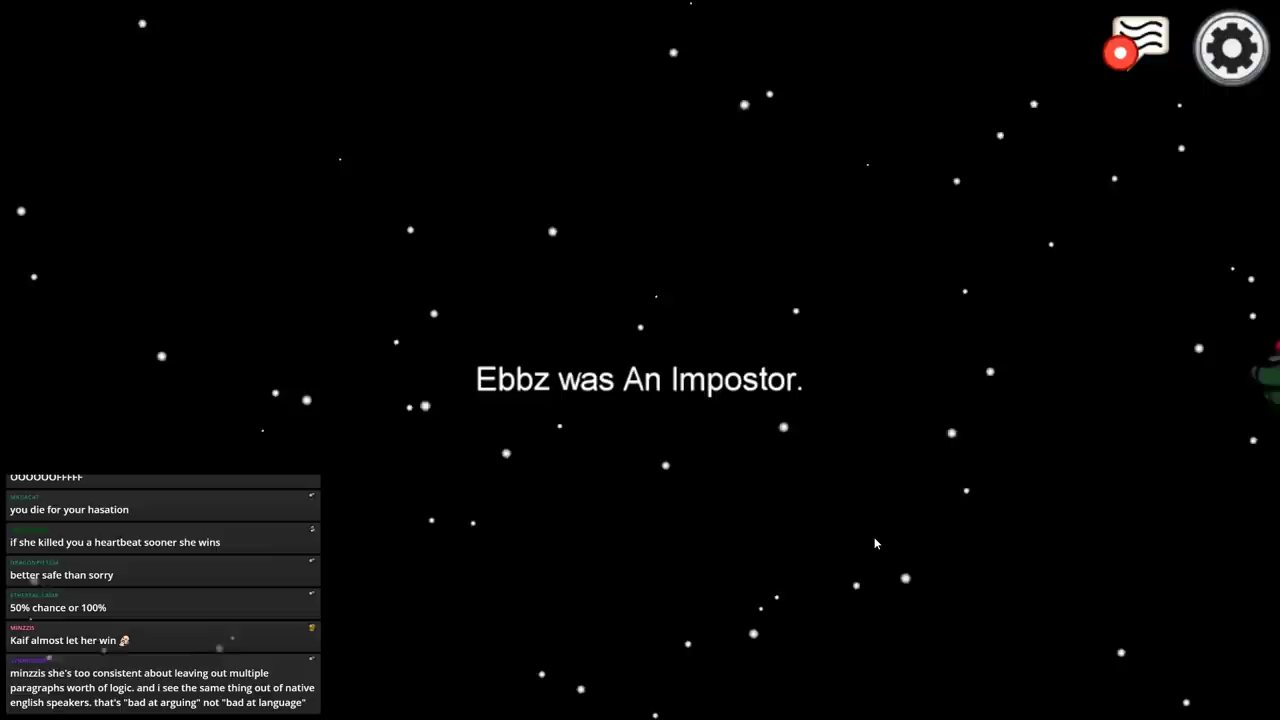 Ebbz was An Impostor.
OOOOOOFFFFF
you die for your hasation
if she killed you a heartbeat sooner she wins
better safe than sorry
50% chance or 100%
MINZZIS
Kaif almost let her win
minzzis she's too consistent about leaving out multiple
paragraphs worth of logic. and i see the same thing out of native
english speakers. that's "bad at arguing" not "bad at language"